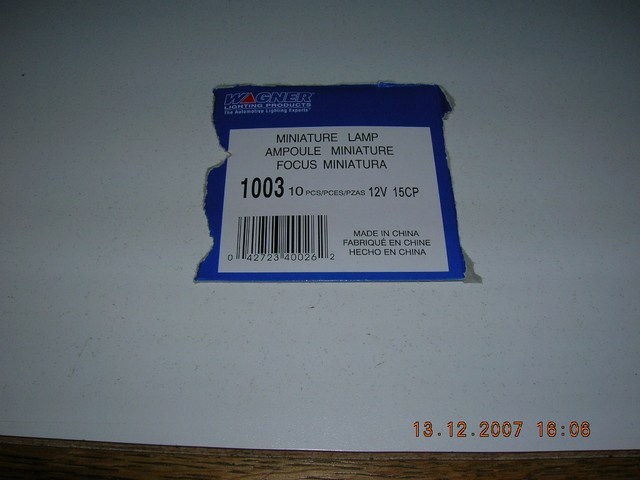 WAGNER
LIGHTING PRODUCTS
The Automotive Lighting Experts
MINIATURE LAMP
AMPOULE MINIATURE
FOCUS MINIATURA
1003 10 PCS/PCES/PZAS 12V 15CP
MADE IN CHINA
FABRIQUÉ EN CHINE
HECHO EN CHINA
0 42723 40026 2
13.12.2007 16:06